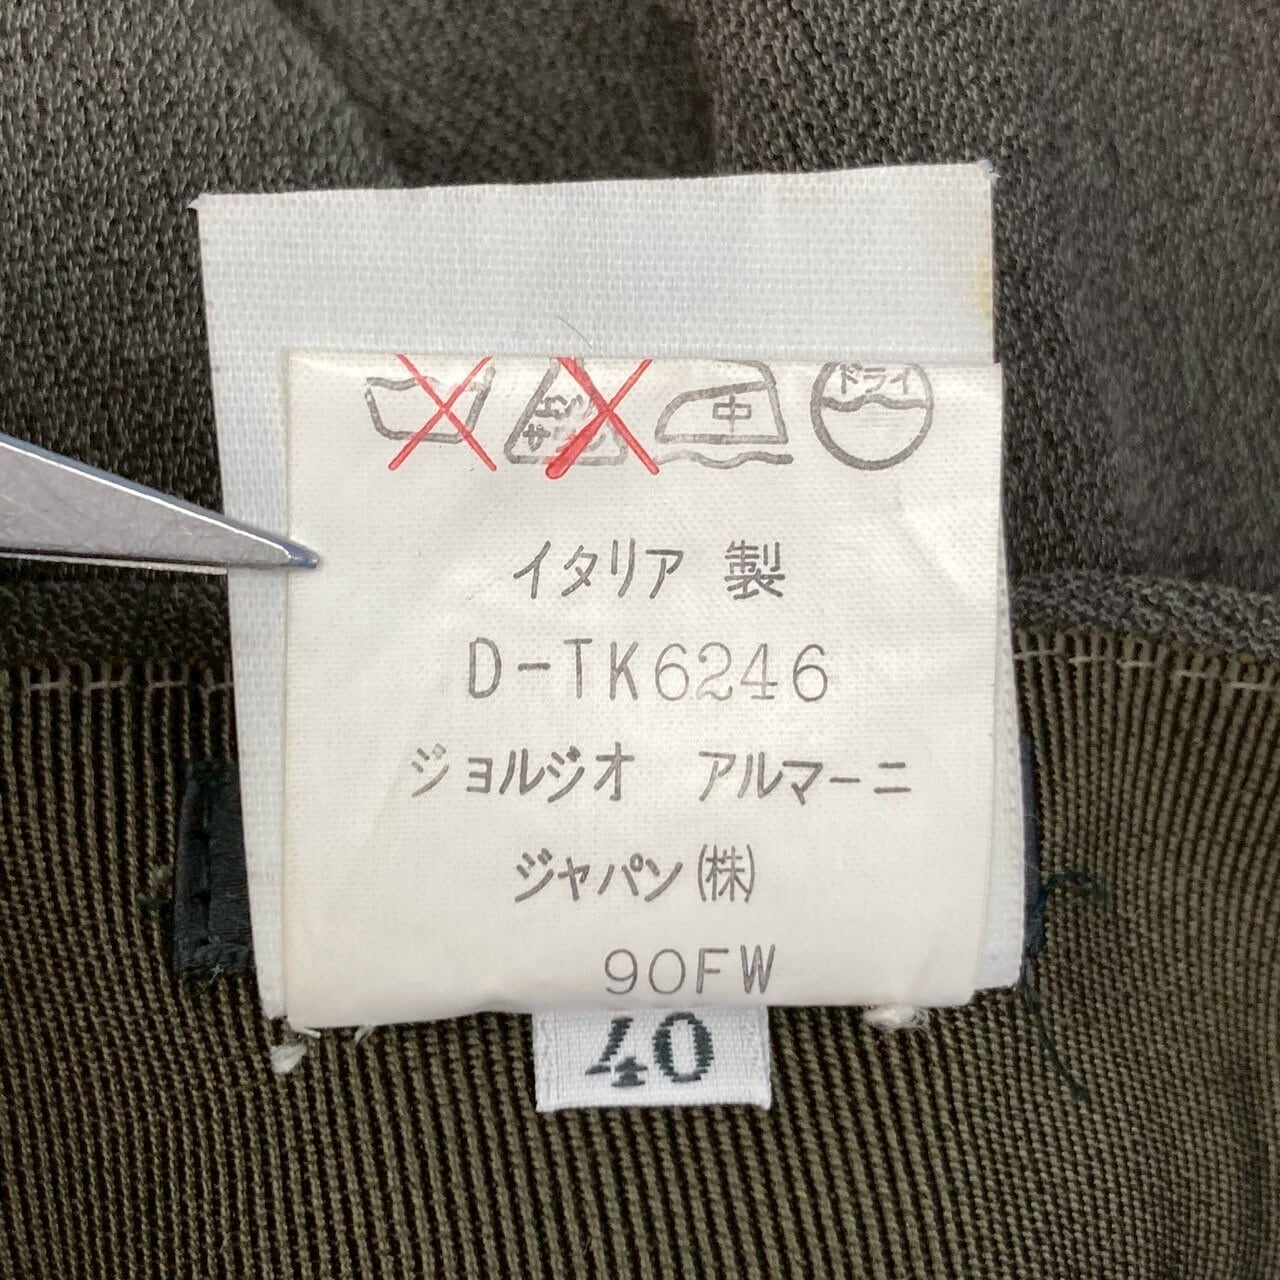 中 ドライ
イタリア 製
D-TK6246
ジョルジオ アルマーニ
ジャパン(株)
90FW
40